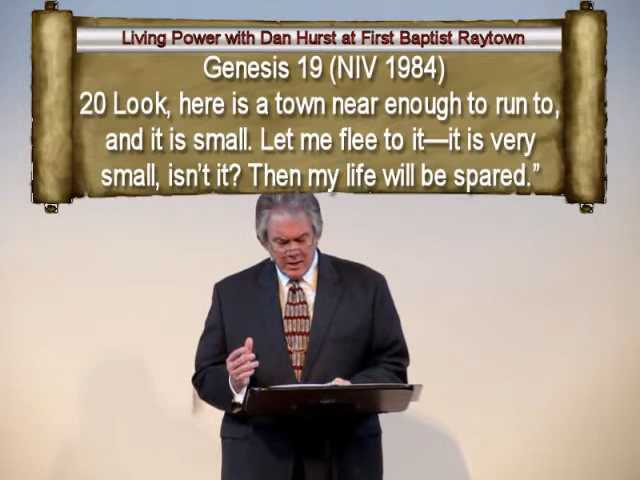 Living Power with Dan Hurst at First Baptist Raytown
Genesis 19 (NIV 1984)
20 Look, here is a town near enough to run to,
and it is small. Let me flee to it—it is very
small, isn’t it? Then my life will be spared.”